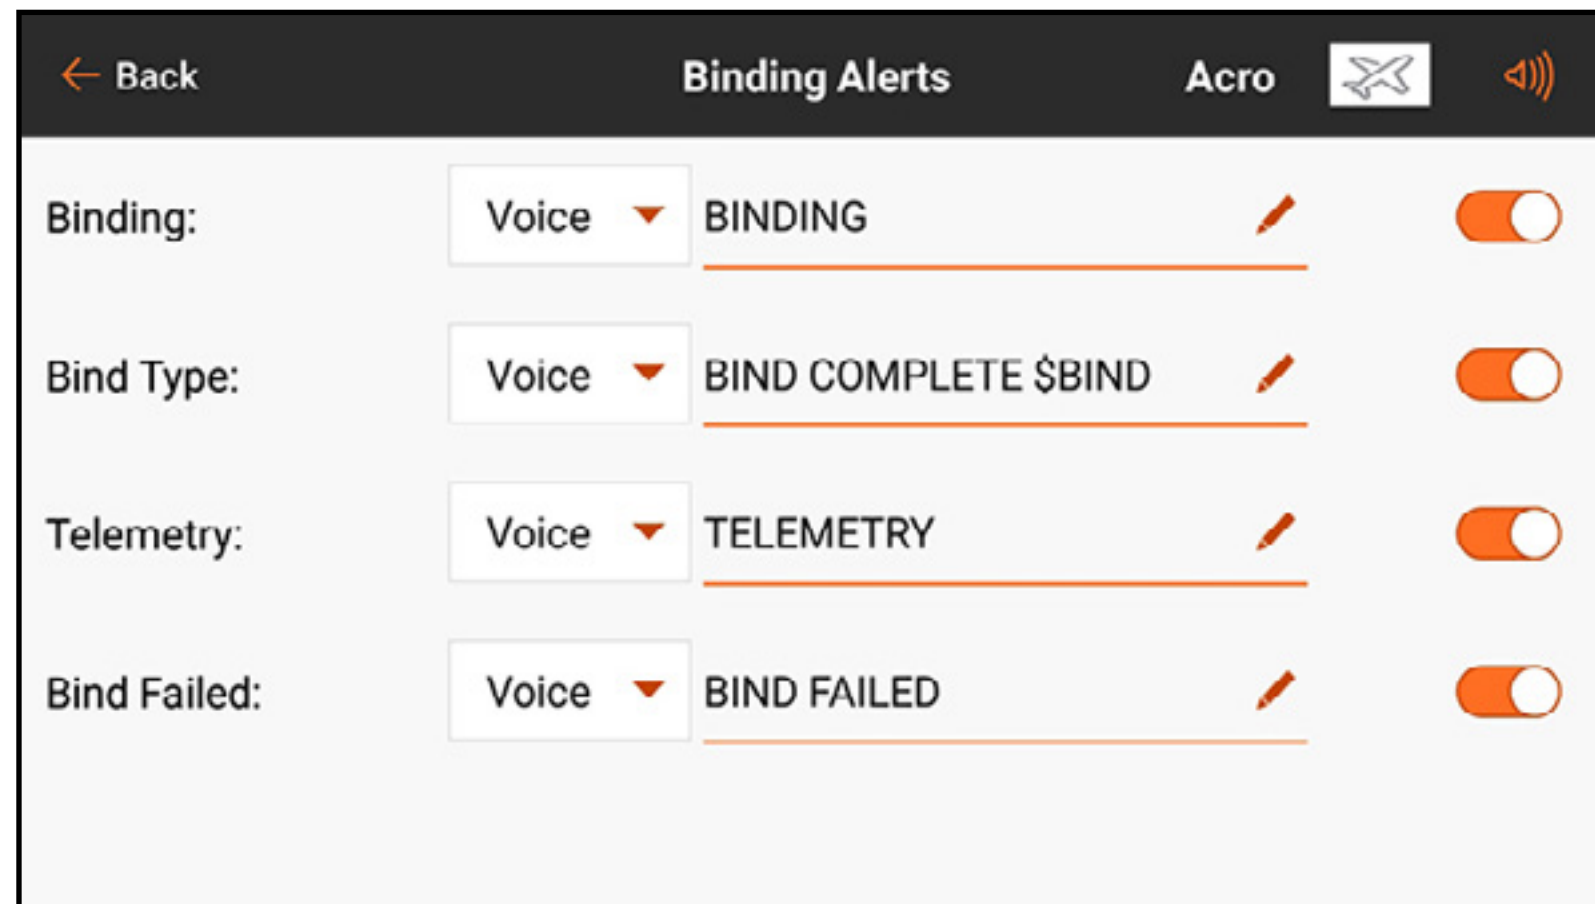 Back Binding Alerts Acro
Binding: Voice BINDING
Bind Type: Voice BIND COMPLETE $BIND
Telemetry: Voice TELEMETRY
Bind Failed: Voice BIND FAILED